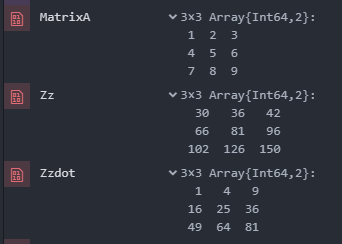 MatrixA 3×3 Array{Int64,2}:
1 2 3
4 5 6
7 8 9
Zz 3×3 Array{Int64,2}:
30 36 42
66 81 96
102 126 150
Zzdot 3×3 Array{Int64,2}:
1 4 9
16 25 36
49 64 81